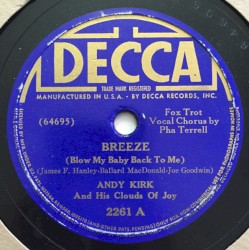 DECCA
TRADE MARK REGISTERED
MANUFACTURED IN U.S.A. - BY DECCA RECORDS, INC.
Fox Trot
(64695)
Vocal Chorus by
Pha Terrell
BREEZE
(Blow My Baby Back To Me)
(James F. Hanley-Ballard MacDonald-Joe Goodwin)
ANDY KIRK
And His Clouds Of Joy
2261 A